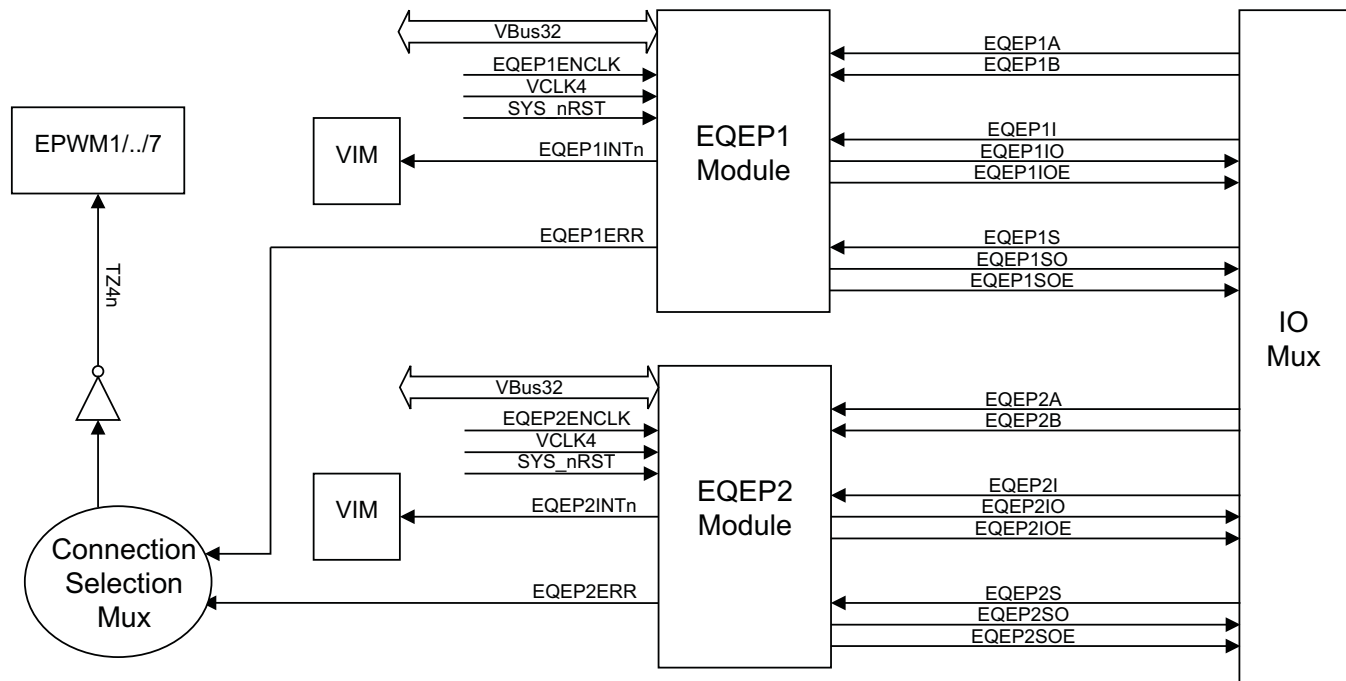 VBus32
EQEP1ENCLK
VCLK4
SYS_nRST
EQEP1INTn
EQEP1ERR
EPWM1/../7
VIM
TZ4n
EQEP1
Module
EQEP1A
EQEP1B
EQEP1I
EQEP1IO
EQEP1IOE
EQEP1S
EQEP1SO
EQEP1SOE
IO
Mux
VBus32
EQEP2ENCLK
VCLK4
SYS_nRST
EQEP2INTn
EQEP2ERR
VIM
Connection
Selection
Mux
EQEP2
Module
EQEP2A
EQEP2B
EQEP2I
EQEP2IO
EQEP2IOE
EQEP2S
EQEP2SO
EQEP2SOE